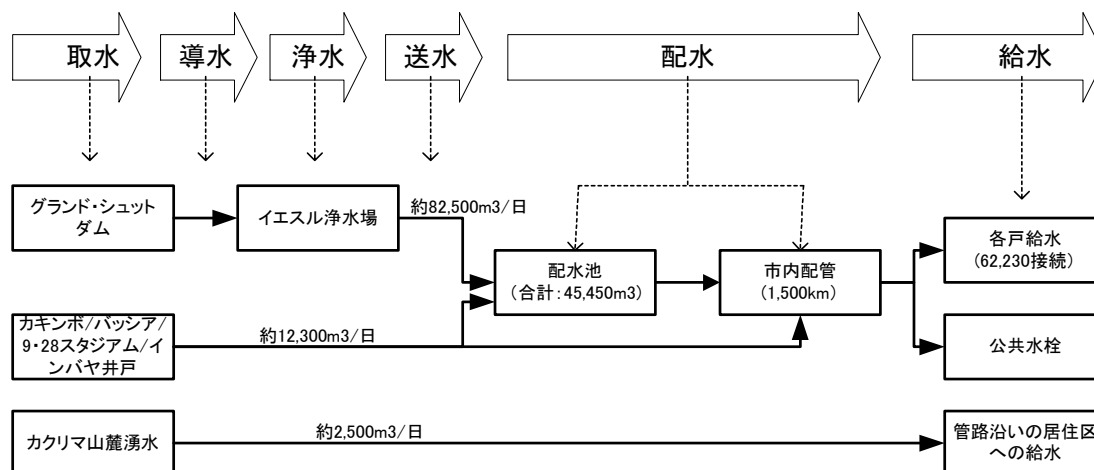 取水
導水
浄水
送水
配水
給水
グランド・シュット
ダム
イエスル浄水場
約82,500m3/日
配水池
（合計：45,450m3）
市内配管
（1,500km）
各戸給水
（62,230接続）
カキンボ/バッシア/
9・28スタジアム/イ
ンバヤ井戸
約12,300m3/日
公共水栓
カクリマ山麓湧水
約2,500m3/日
管路沿いの居住区
への給水